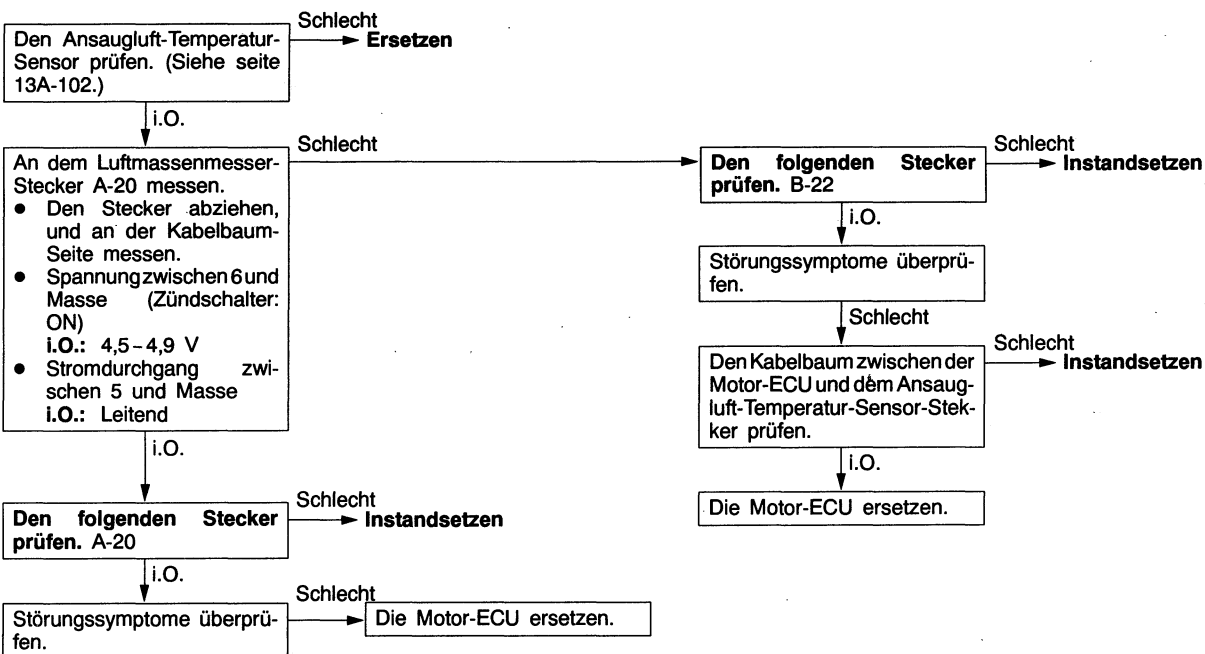 Den Ansaugluft-Temperatur-
Sensor prüfen. (Siehe seite
13A-102.)
Schlecht
Ersetzen
i.O.
An dem Luftmassenmesser-
Stecker A-20 messen.
● Den Stecker abziehen,
und an der Kabelbaum-
Seite messen.
● Spannung zwischen 6 und
Masse (Zündschalter:
ON)
i.O.: 4,5–4,9 V
● Stromdurchgang zwi-
schen 5 und Masse
i.O.: Leitend
Schlecht
i.O.
Den folgenden Stecker
prüfen. A-20
Schlecht
Instandsetzen
i.O.
Störungssymptome überprü-
fen.
Schlecht
Die Motor-ECU ersetzen.
Den folgenden Stecker
prüfen. B-22
Schlecht
Instandsetzen
i.O.
Störungssymptome überprü-
fen.
Schlecht
Den Kabelbaum zwischen der
Motor-ECU und dem Ansaug-
luft-Temperatur-Sensor-Stek-
ker prüfen.
Schlecht
Instandsetzen
i.O.
Die Motor-ECU ersetzen.